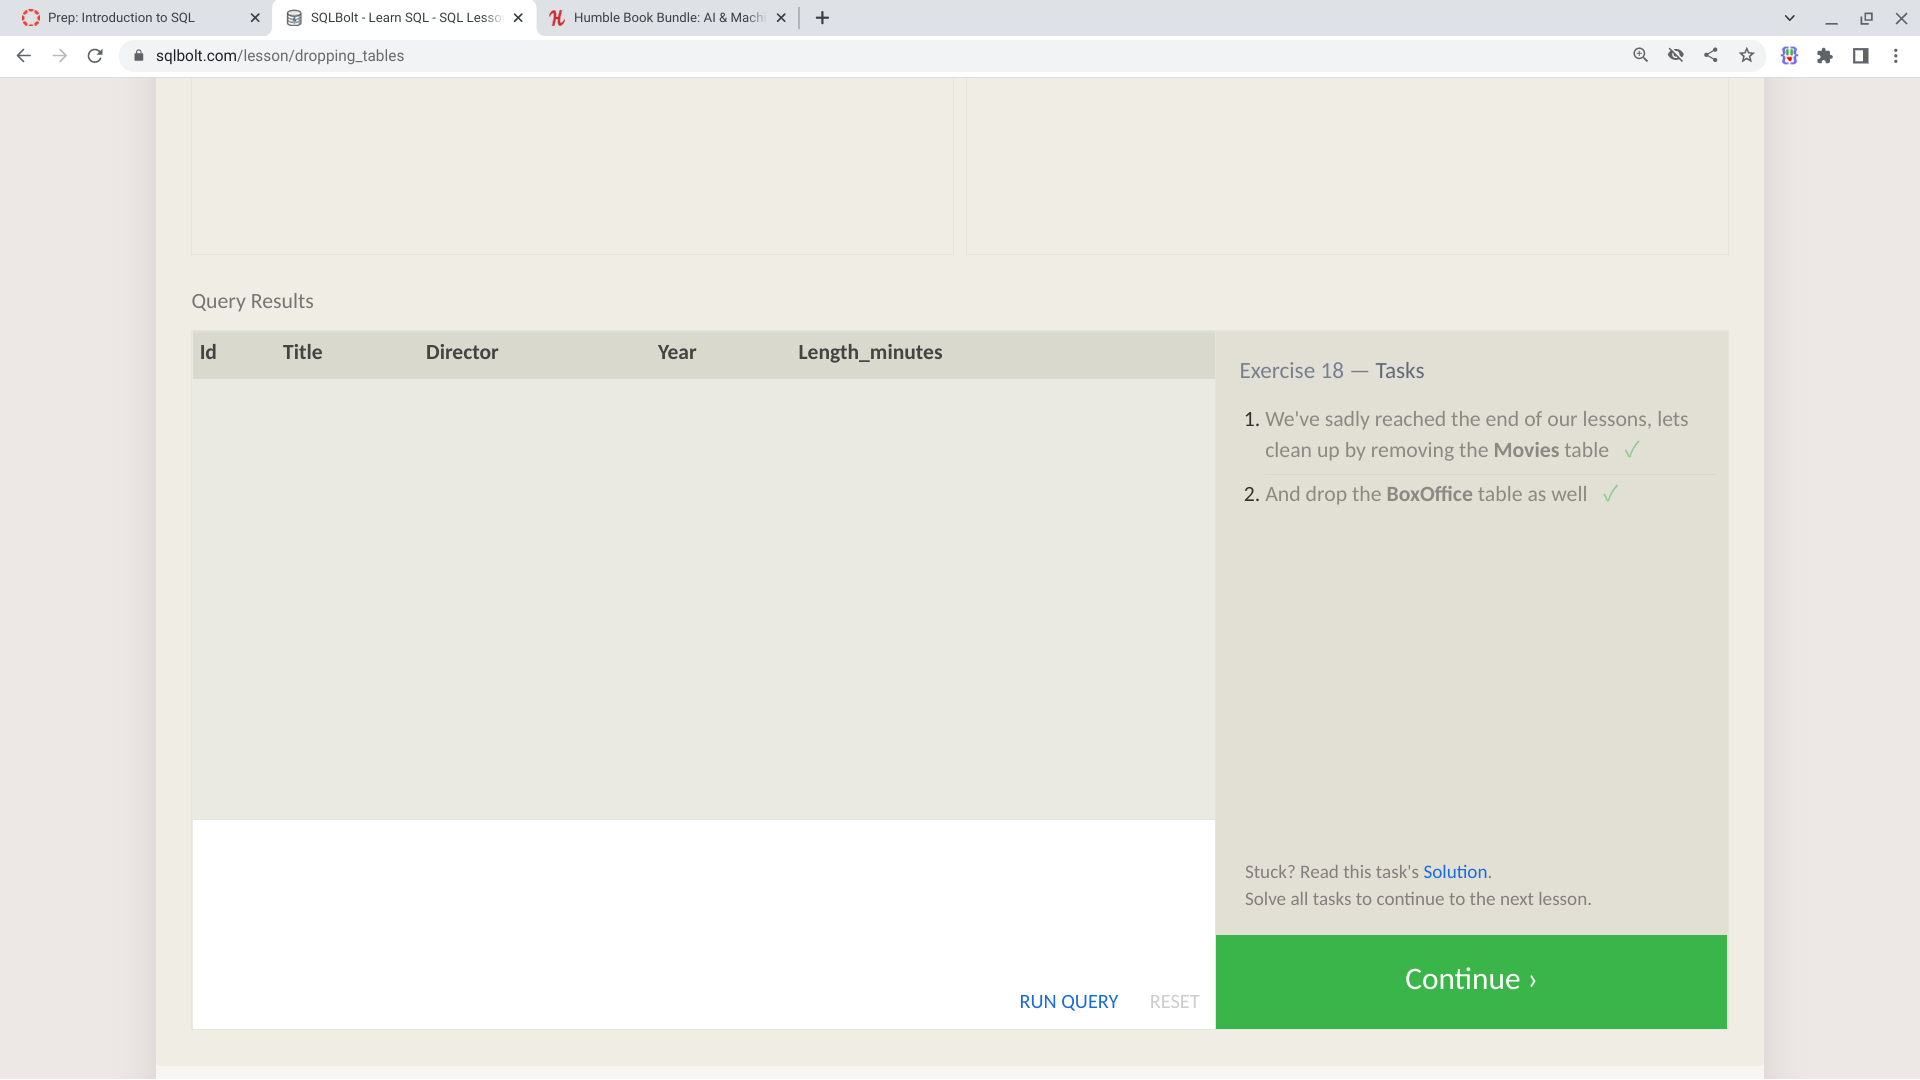 Prep: Introduction to SQL
SQLBolt - Learn SQL - SQL Lesso
Humble Book Bundle: AI & Machi
sqlbolt.com/lesson/dropping_tables
Query Results
Id Title Director Year Length_minutes
Exercise 18 — Tasks
1. We've sadly reached the end of our lessons, lets
clean up by removing the Movies table ✓
2. And drop the BoxOffice table as well ✓
Stuck? Read this task's Solution.
Solve all tasks to continue to the next lesson.
RUN QUERY RESET
Continue ›